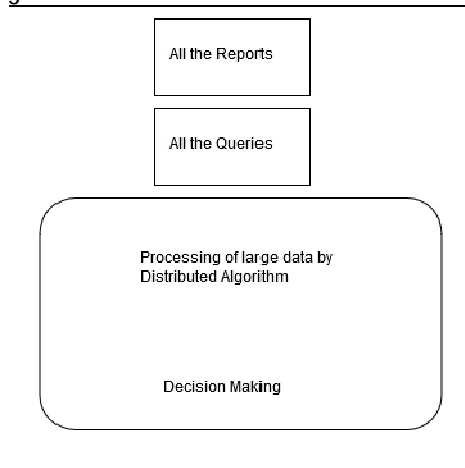 All the Reports
All the Queries
Processing of large data by
Distributed Algorithm
Decision Making